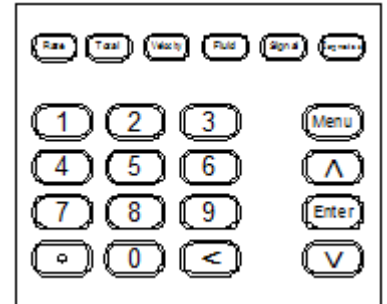 Rate Total Velocity Fluid Signal
1 2 3 Menu
4 5 6 ∧
7 8 9 Enter
° 0 < ∨